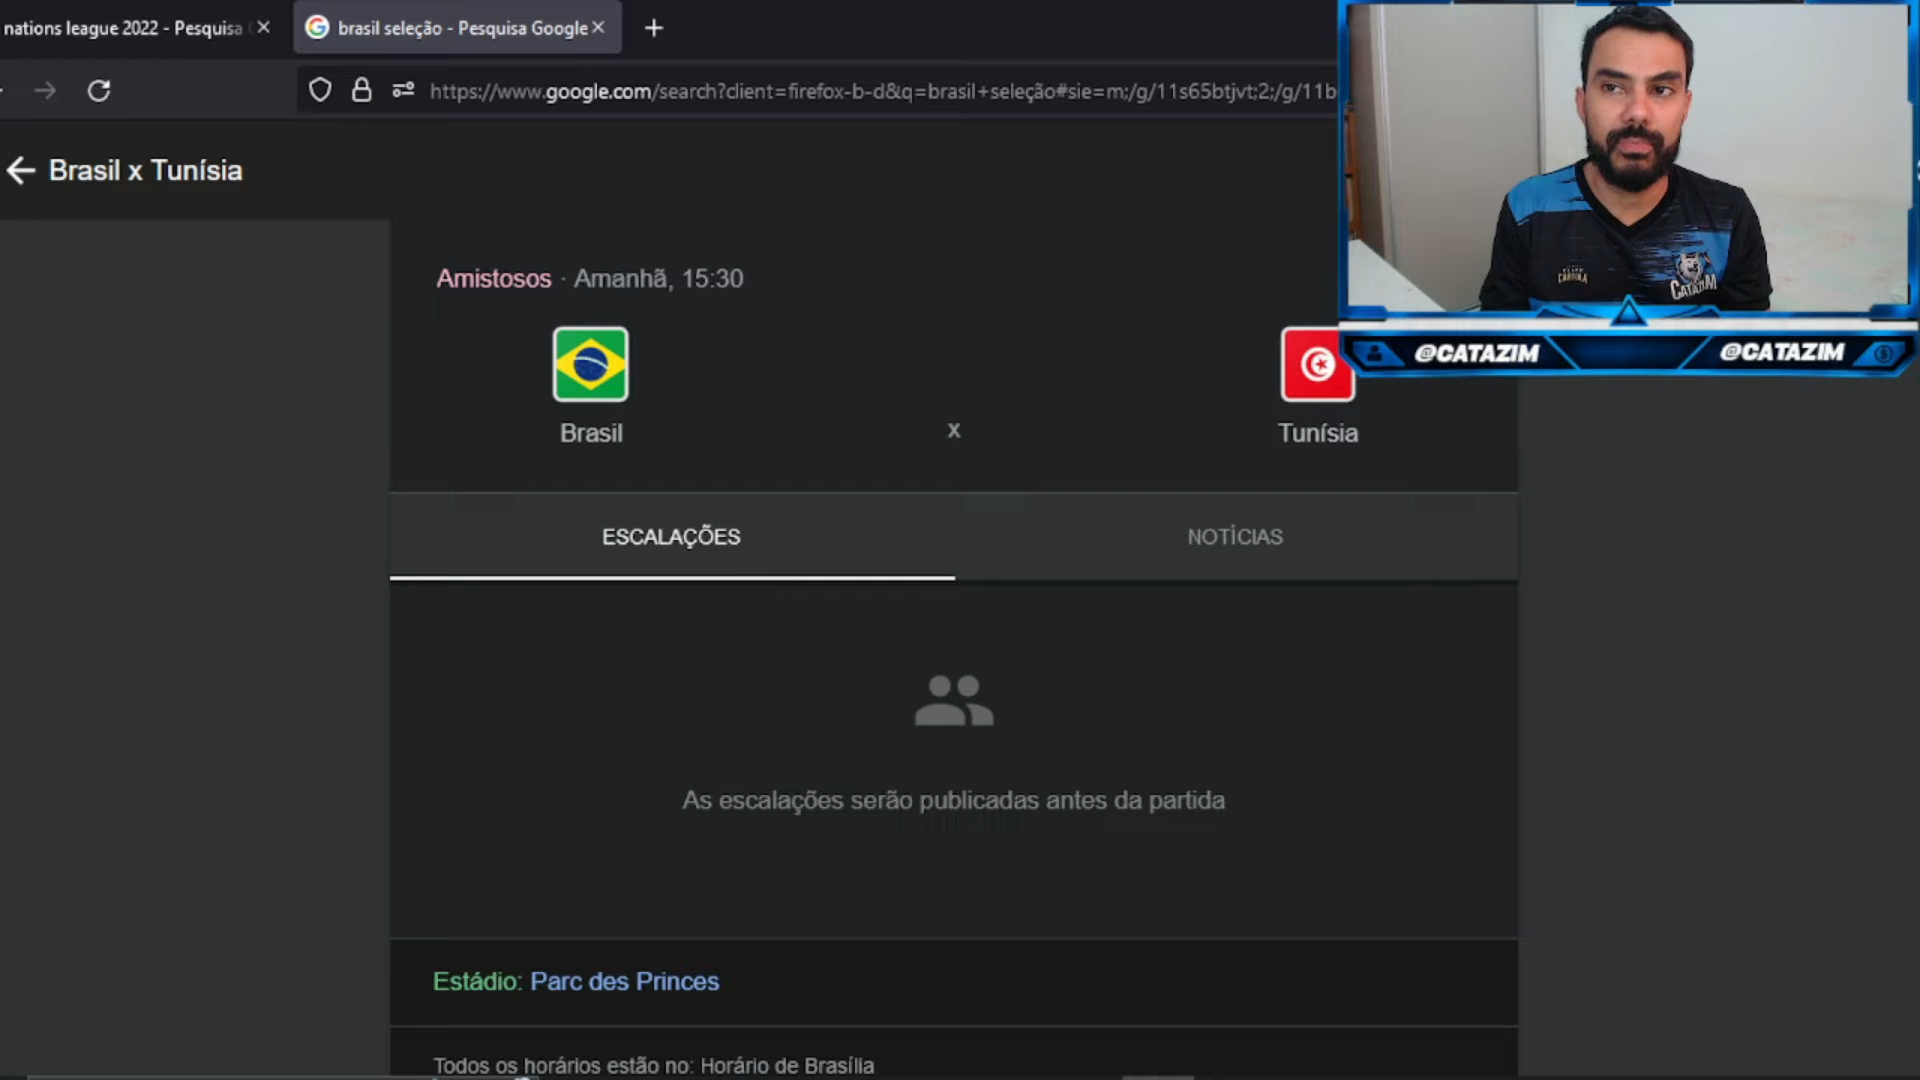 nations league 2022 - Pesquisa
brasil seleção - Pesquisa Google
https://www.google.com/search?client=firefox-b-d&q=brasil+seleção#sie=m;/g/11s65btjvt;2;/g/11b
Brasil x Tunísia
Amistosos · Amanhã, 15:30
CATAZIM
@CATAZIM @CATAZIM
Brasil x Tunísia
ESCALAÇÕES NOTÍCIAS
As escalações serão publicadas antes da partida
Estádio: Parc des Princes
Todos os horários estão no: Horário de Brasília